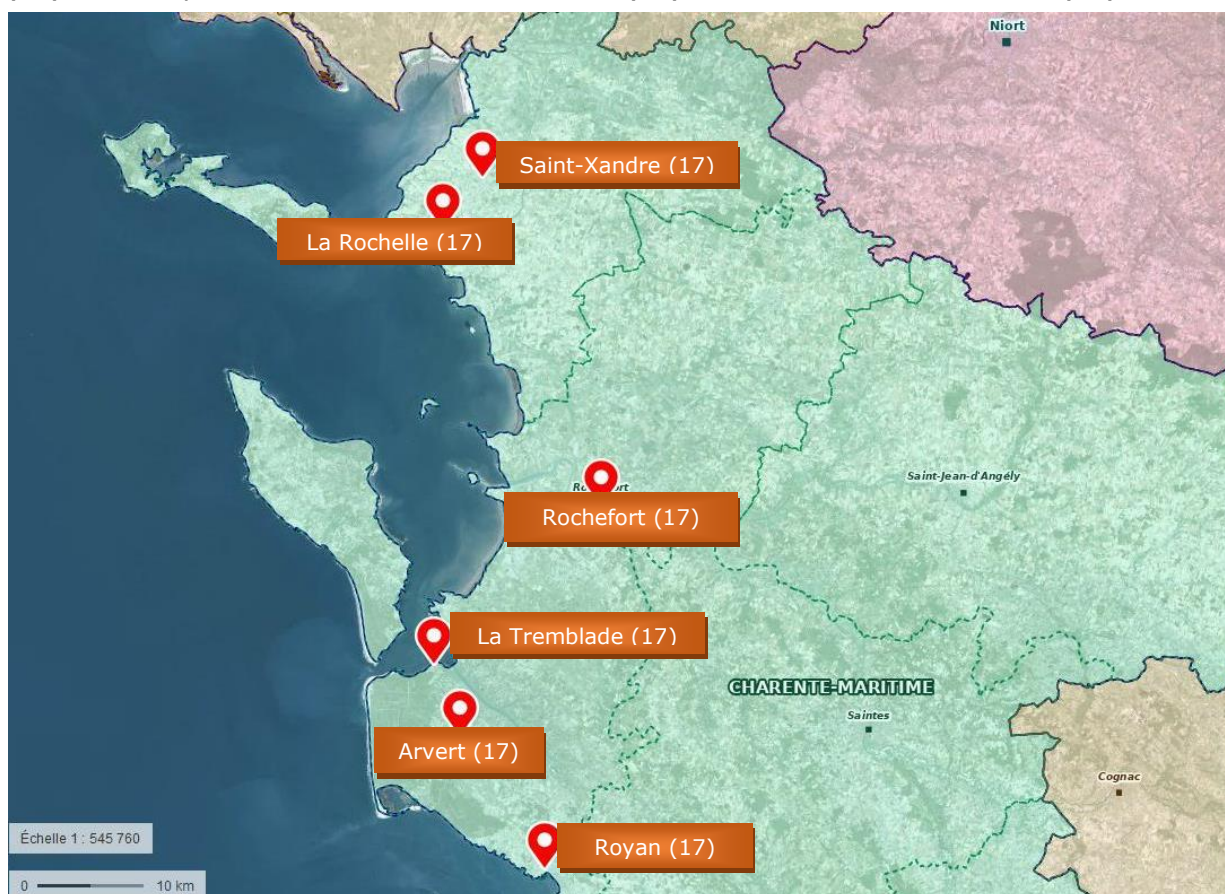 Niort
Saint-Xandre (17)
La Rochelle (17)
Saint-Jean-d'Angély
Rochefort (17)
La Tremblade (17)
CHARENTE-MARITIME
Saintes
Arvert (17)
Cognac
Échelle 1 : 545 760
Royan (17)
0 10 km